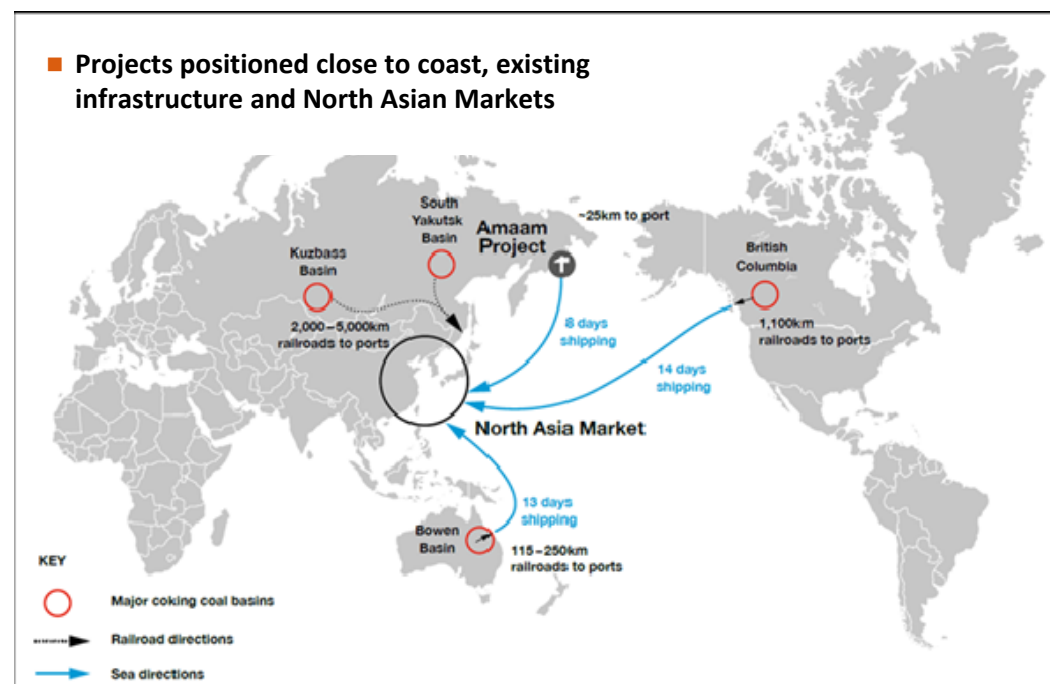 Projects positioned close to coast, existing
infrastructure and North Asian Markets
South
Yakutsk
Basin
Amaam
Project
~25km to port
Kuzbass
Basin
British
Columbia
2,000–5,000km
railroads to ports
8 days
shipping
1,100km
railroads to ports
14 days
shipping
North Asia Market
13 days
shipping
Bowen
Basin
115–250km
railroads to ports
KEY
Major coking coal basins
Railroad directions
Sea directions